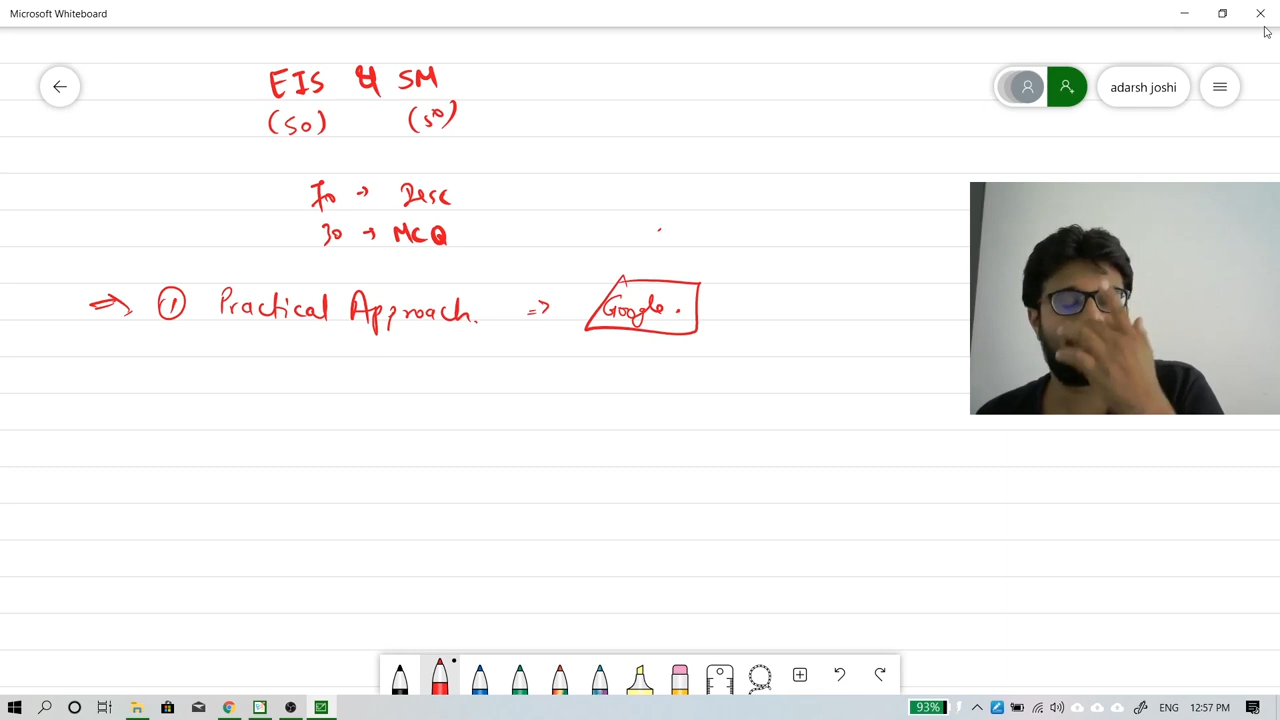 Microsoft Whiteboard
EIS & SM
(50) (50)
adarsh joshi
70 → Desc
30 → MCQ
⇒ ① Practical Approach. ⇒ Google.
93% ENG 12:57 PM